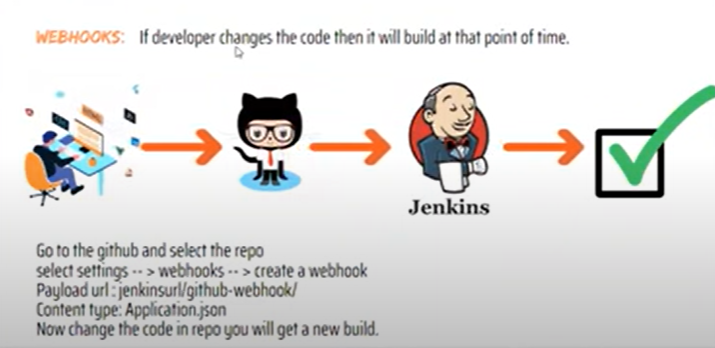 WEBHOOKS: If developer changes the code then it will build at that point of time.
Jenkins
Go to the github and select the repo
select settings -- > webhooks -- > create a webhook
Payload url : jenkinsurl/github-webhook/
Content type: Application.json
Now change the code in repo you will get a new build.